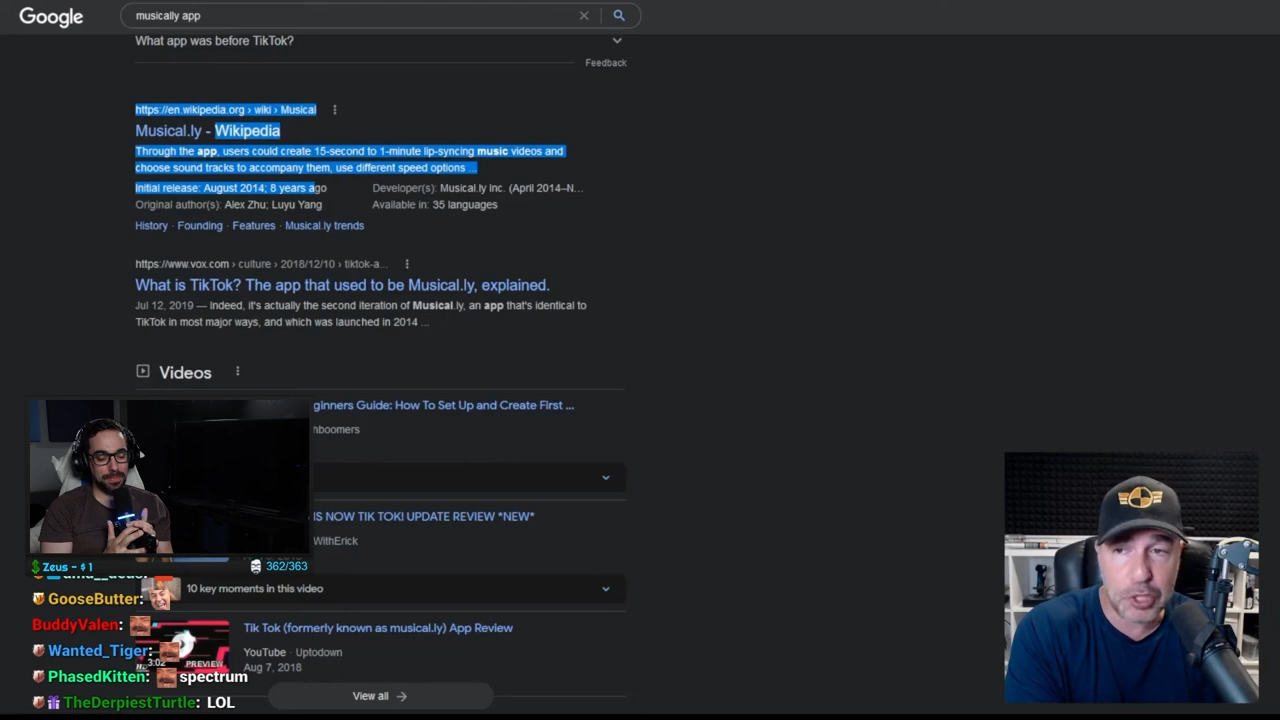 Google
musically app
What app was before TikTok?
Feedback
https://en.wikipedia.org › wiki › Musical
Musical.ly - Wikipedia
Through the app, users could create 15-second to 1-minute lip-syncing music videos and
choose sound tracks to accompany them, use different speed options ...
Initial release: August 2014; 8 years ago
Developer(s): Musical.ly Inc. (April 2014–N...
Original author(s): Alex Zhu; Luyu Yang
Available in: 35 languages
History · Founding · Features · Musical.ly trends
https://www.vox.com › culture › 2018/12/10 › tiktok-a...
What is TikTok? The app that used to be Musical.ly, explained.
Jul 12, 2019 — Indeed, it's actually the second iteration of Musical.ly, an app that's identical to
TikTok in most major ways, and which was launched in 2014 ...
Videos
ginners Guide: How To Set Up and Create First ...
hboomers
IS NOW TIK TOK! UPDATE REVIEW *NEW*
WithErick
Zeus - $1
362/363
10 key moments in this video
GooseButter:
BuddyValen:
Wanted_Tiger:
PhasedKitten: spectrum
TheDerpiestTurtle: LOL
3:02
PREVIEW
Tik Tok (formerly known as musical.ly) App Review
YouTube · Uptodown
Aug 7, 2018
View all